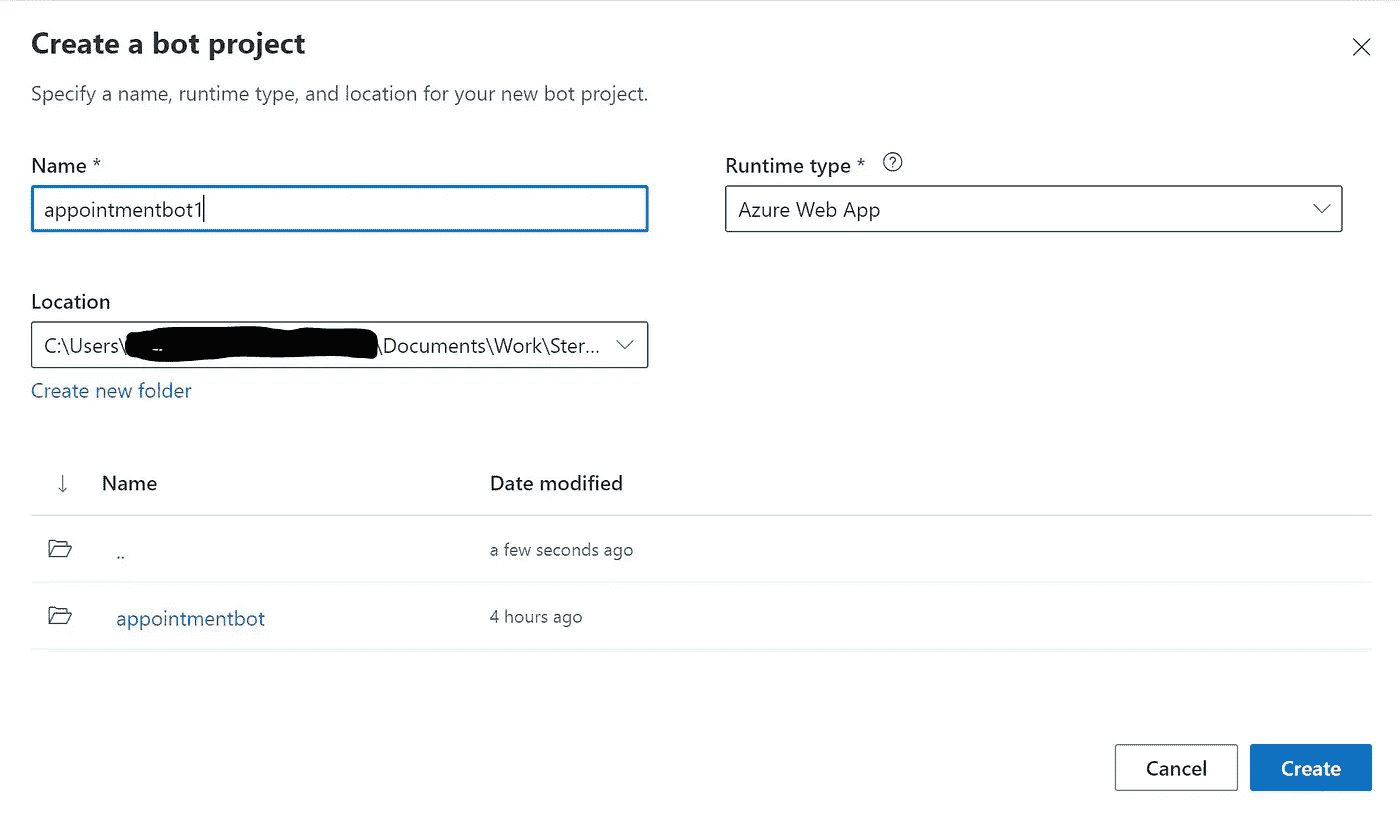 Create a bot project
Specify a name, runtime type, and location for your new bot project.
Name *
Runtime type *
appointmentbot1
Azure Web App
Location
C:\Users\ \Documents\Work\Ster...
Create new folder
↓ Name Date modified
.. a few seconds ago
appointmentbot 4 hours ago
Cancel Create